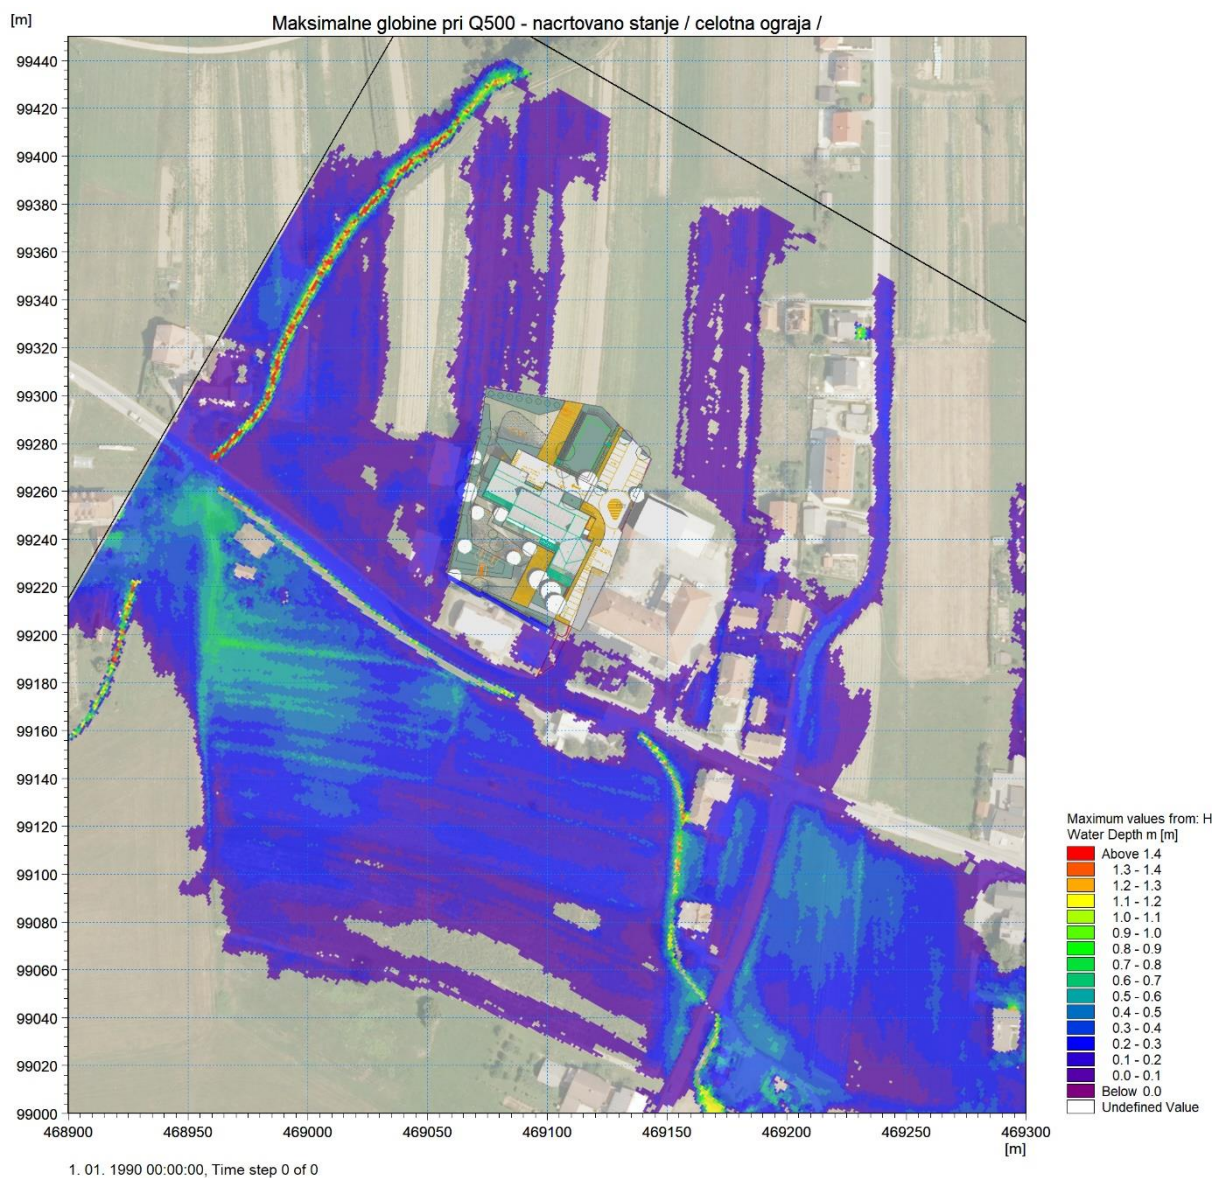 [m]
Maksimalne globine pri Q500 - nacrtovano stanje / celotna ograja /
99440
99420
99400
99380
99360
99340
99320
99300
99280
99260
99240
99220
99200
99180
99160
99140
99120
99100
99080
99060
99040
99020
99000
468900 468950 469000 469050 469100 469150 469200 469250 469300
[m]
Maximum values from: H
Water Depth m [m]
Above 1.4
1.3 - 1.4
1.2 - 1.3
1.1 - 1.2
1.0 - 1.1
0.9 - 1.0
0.8 - 0.9
0.7 - 0.8
0.6 - 0.7
0.5 - 0.6
0.4 - 0.5
0.3 - 0.4
0.2 - 0.3
0.1 - 0.2
0.0 - 0.1
Below 0.0
Undefined Value
1. 01. 1990 00:00:00, Time step 0 of 0